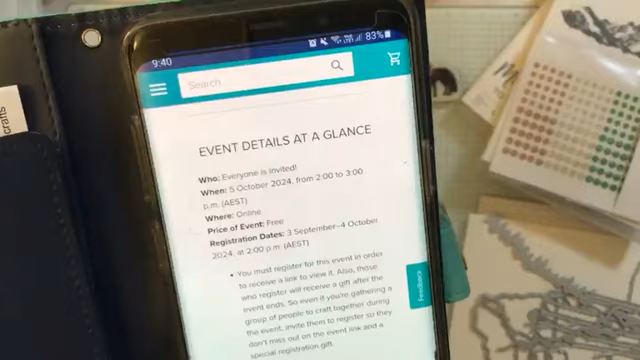 9:40
83%
Search
EVENT DETAILS AT A GLANCE
Who: Everyone is invited!
When: 5 October 2024, from 2:00 to 3:00
p.m. (AEST)
Where: Online
Price of Event: Free
Registration Dates: 3 September–4 October
2024, at 2:00 p.m. (AEST)
• You must register for this event in order
to receive a link to view it. Also, those
who register will receive a gift after the
event ends. So even if you're gathering a
group of people to craft together during
the event, invite them to register so they
don't miss out on the event link and a
special registration gift.
Feedback
crafts